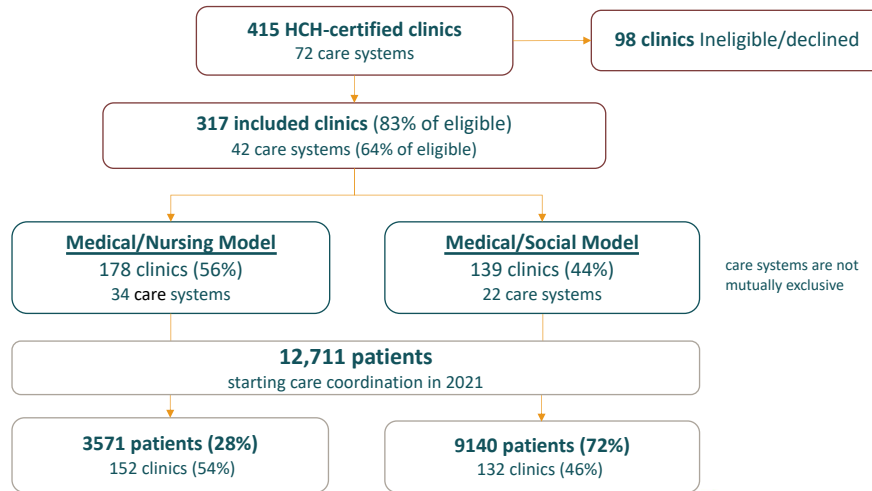 415 HCH-certified clinics
72 care systems
98 clinics Ineligible/declined
317 included clinics (83% of eligible)
42 care systems (64% of eligible)
Medical/Nursing Model
178 clinics (56%)
34 care systems
Medical/Social Model
139 clinics (44%)
22 care systems
care systems are not
mutually exclusive
12,711 patients
starting care coordination in 2021
3571 patients (28%)
152 clinics (54%)
9140 patients (72%)
132 clinics (46%)